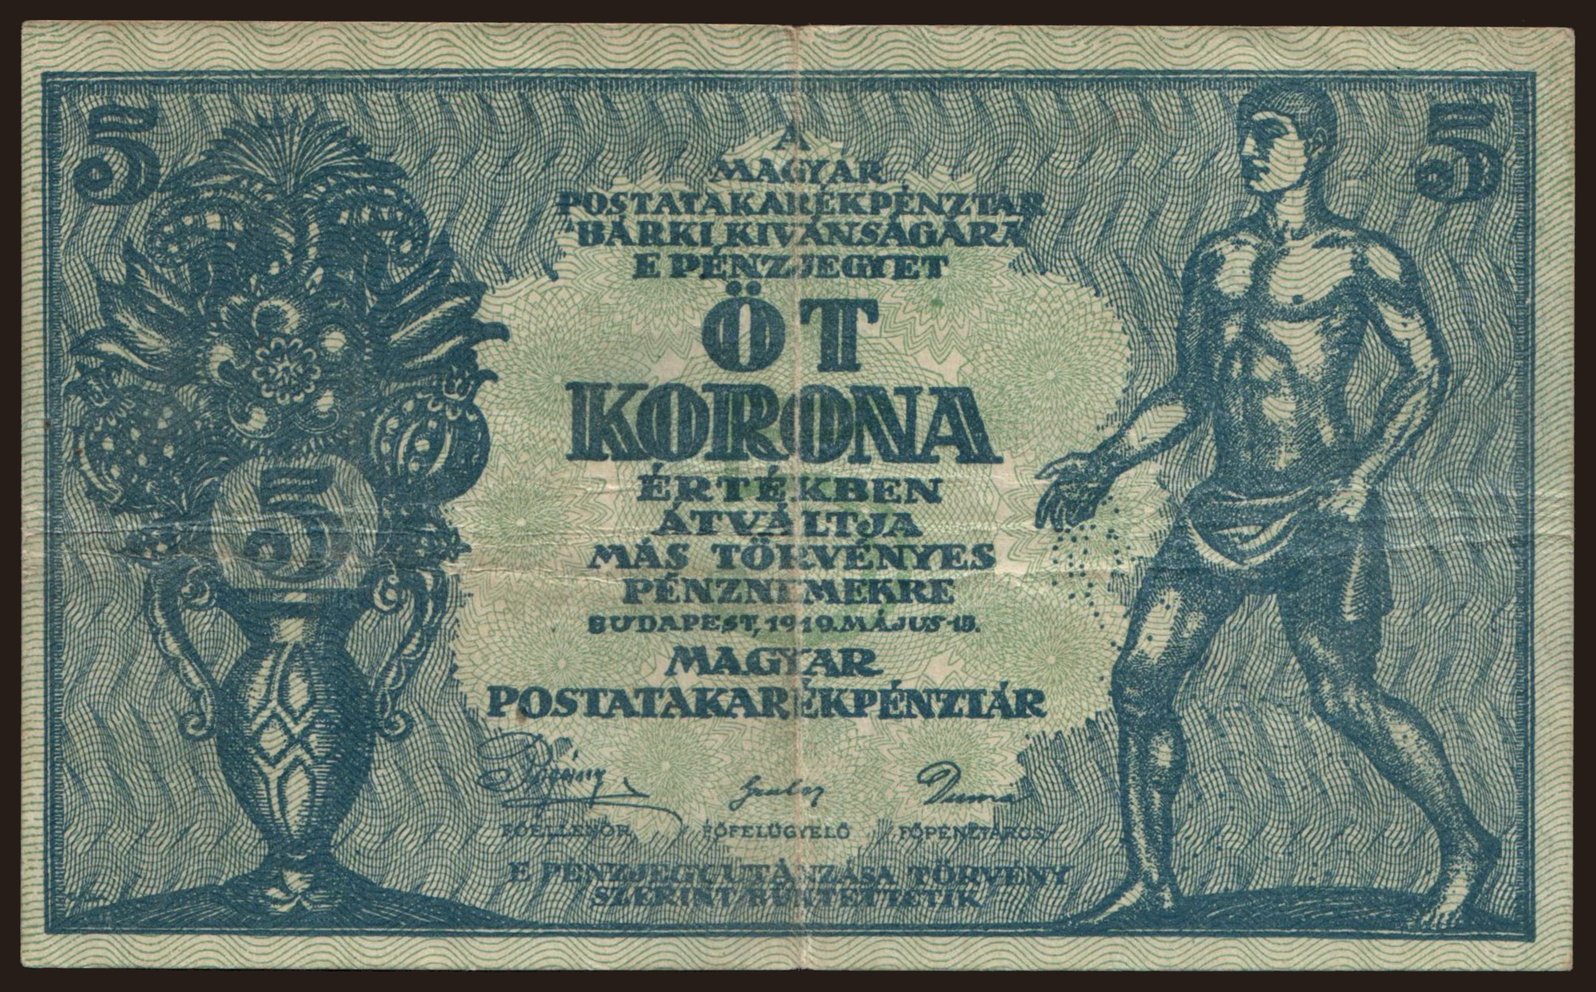 5
5
A
MAGYAR
POSTATAKARÉKPÉNZTÁR
BÁRKI KIVÁNSÁGÁRA
E PÉNZJEGYET
ÖT
KORONA
ÉRTÉKBEN
ÁTVÁLTJA
MÁS TÖRVÉNYES
PÉNZNEMEKRE
BUDAPEST, 1919. MÁJUS 15.
MAGYAR
POSTATAKARÉKPÉNZTÁR
5
FŐELLENŐR FŐFELÜGYELŐ FŐPÉNZTÁROS
E PÉNZJEGY UTÁNZÁSA TÖRVÉNY
SZERINT BÜNTETTETIK